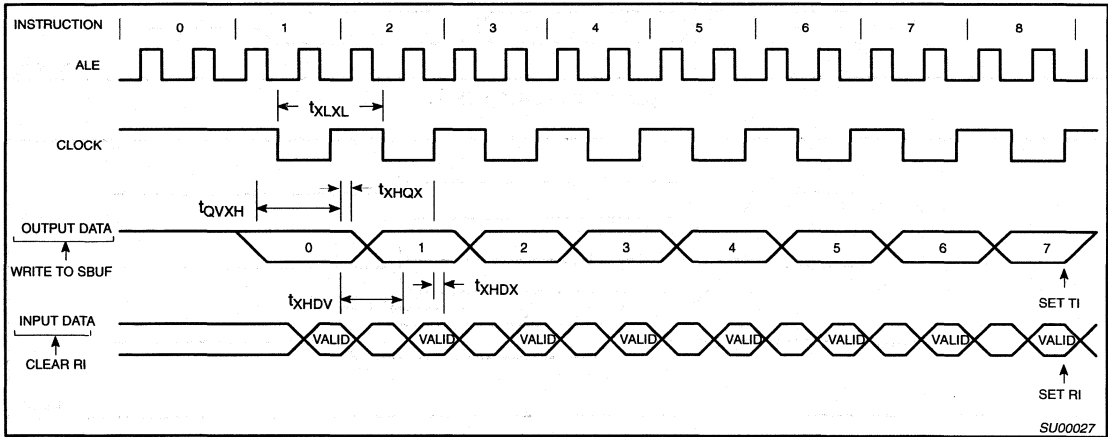 INSTRUCTION | 0 | 1 | 2 | 3 | 4 | 5 | 6 | 7 | 8 |
ALE
tXLXL
CLOCK
tXHQX
tQVXH
OUTPUT DATA
0 1 2 3 4 5 6 7
WRITE TO SBUF
tXHDV
tXHDX
SET TI
INPUT DATA
VALID VALID VALID VALID VALID VALID VALID VALID
CLEAR RI
SET RI
SU00027